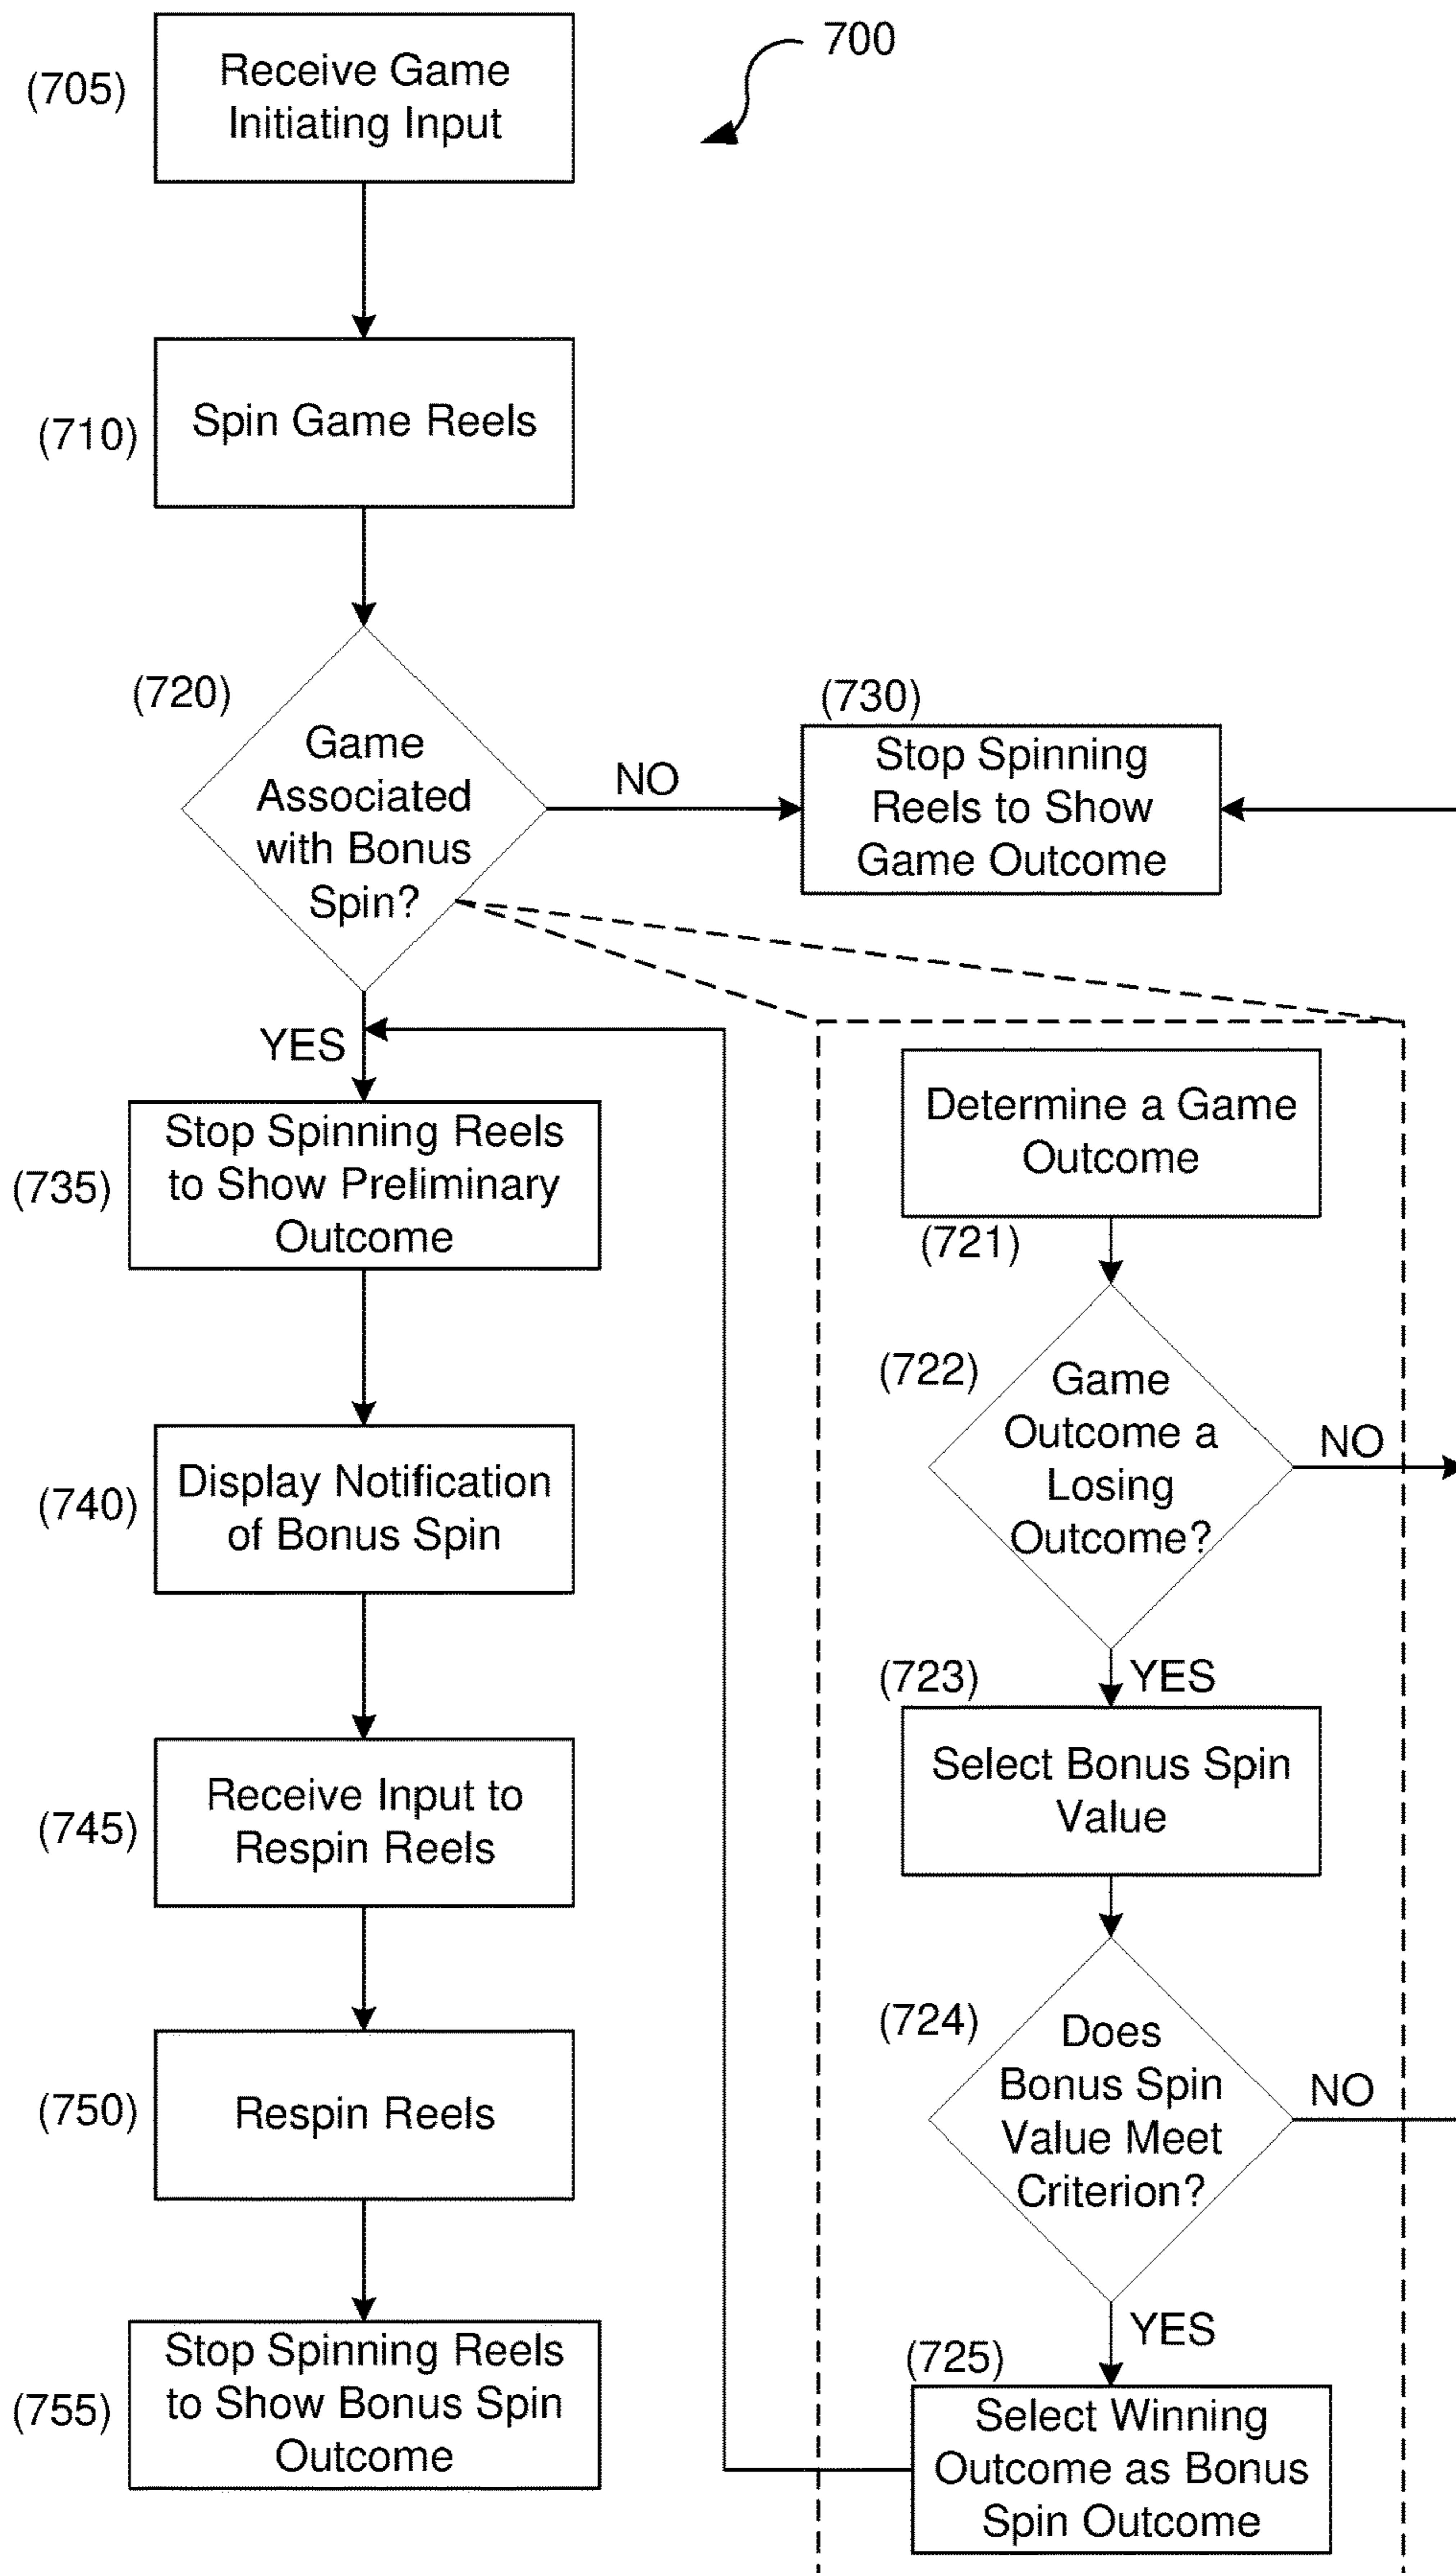 700
(705)
Receive Game
Initiating Input
(710)
Spin Game Reels
(720)
Game
Associated
with Bonus
Spin?
NO
(730)
Stop Spinning
Reels to Show
Game Outcome
YES
(735)
Stop Spinning Reels
to Show Preliminary
Outcome
(740)
Display Notification
of Bonus Spin
(745)
Receive Input to
Respin Reels
(750)
Respin Reels
(755)
Stop Spinning Reels
to Show Bonus Spin
Outcome
Determine a Game
Outcome
(721)
(722)
Game
Outcome a
Losing
Outcome?
NO
YES
(723)
Select Bonus Spin
Value
(724)
Does
Bonus Spin
Value Meet
Criterion?
NO
YES
(725)
Select Winning
Outcome as Bonus
Spin Outcome